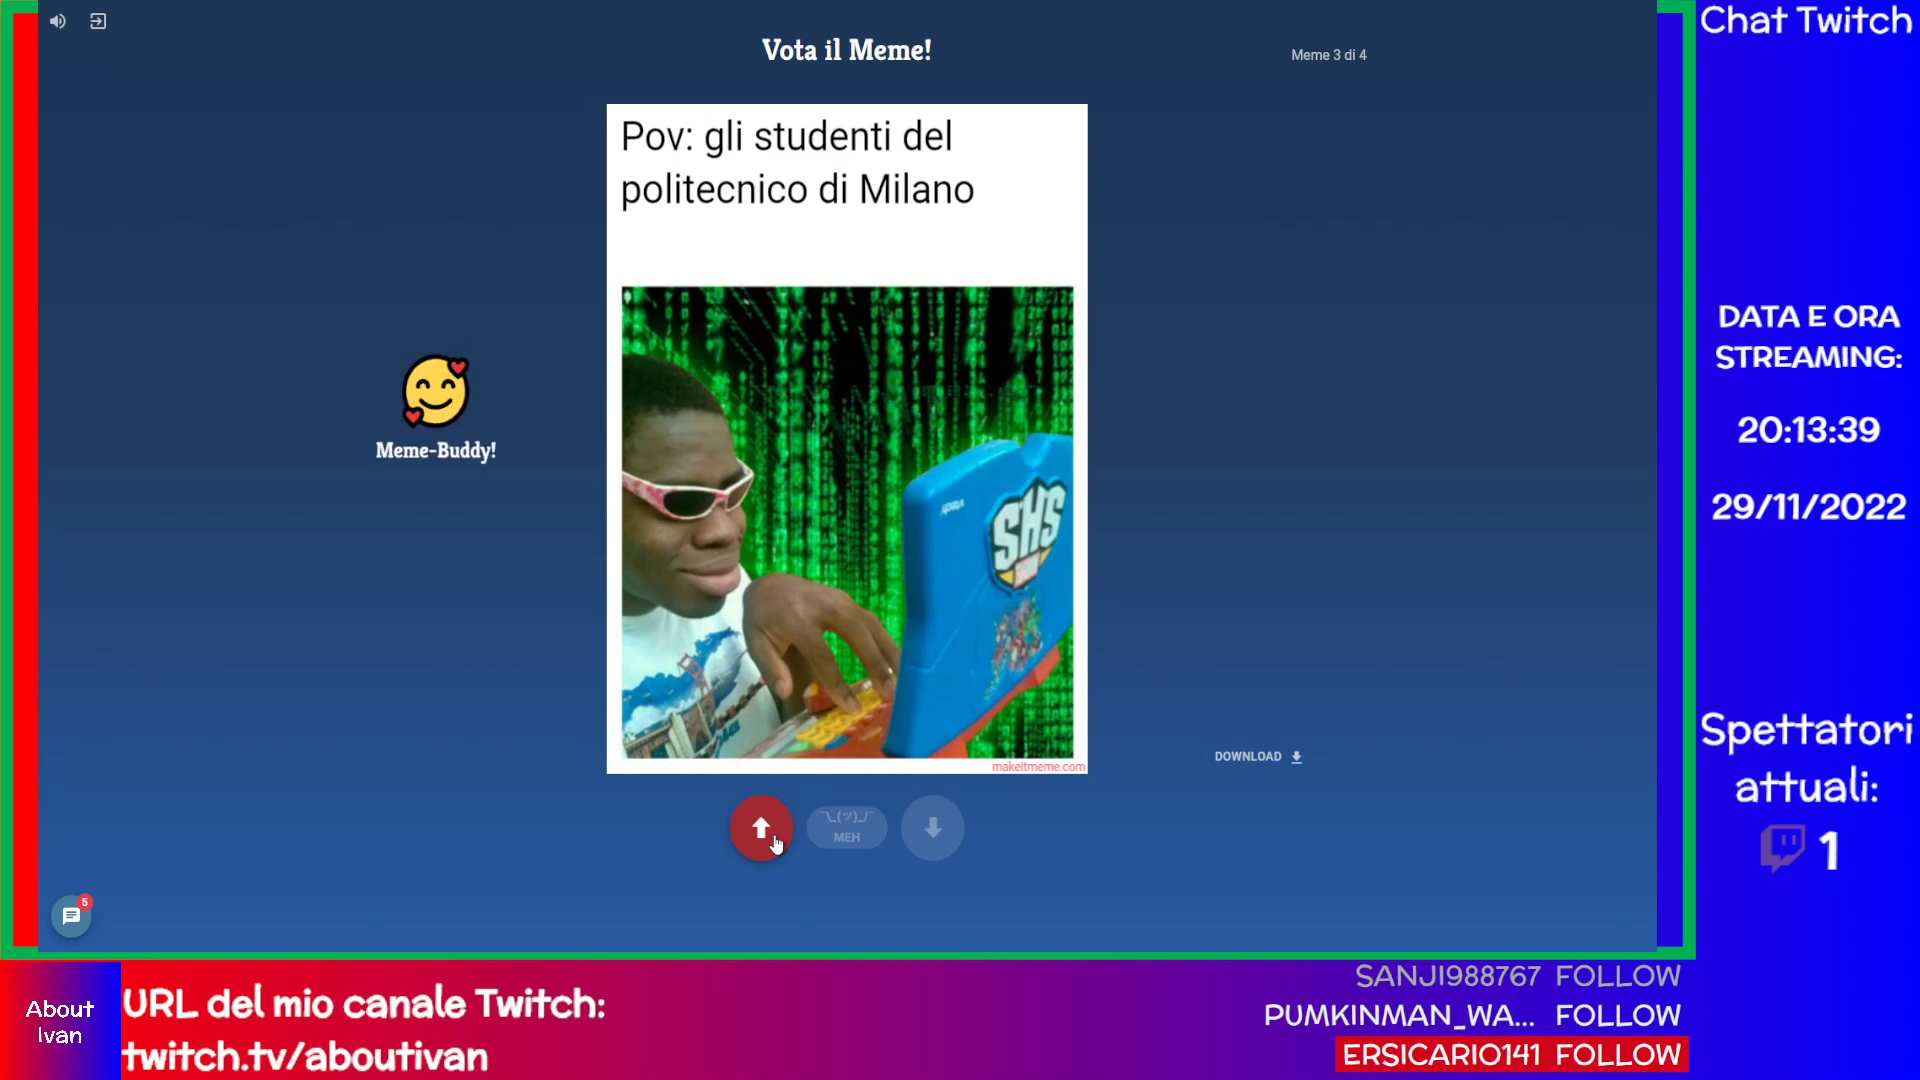 Vota il Meme!
Meme 3 di 4
Pov: gli studenti del
politecnico di Milano
SHS
makeitmeme.com
Meme-Buddy!
DOWNLOAD
¯\_(ツ)_/¯
MEH
5
Chat Twitch
DATA E ORA
STREAMING:
20:13:39
29/11/2022
Spettatori
attuali:
1
About
Ivan
URL del mio canale Twitch:
twitch.tv/aboutivan
SANJI988767 FOLLOW
PUMKINMAN_WA... FOLLOW
ERSICARIO141 FOLLOW